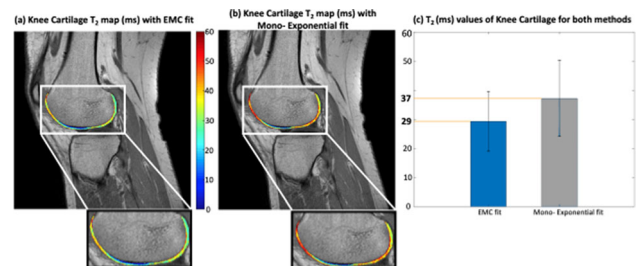 (a) Knee Cartilage T₂ map (ms) with EMC fit
60
50
40
30
20
10
0
(b) Knee Cartilage T₂ map (ms) with
Mono- Exponential fit
(c) T₂ (ms) values of Knee Cartilage for both methods
60
50
37
29
20
10
0
EMC fit
Mono- Exponential fit